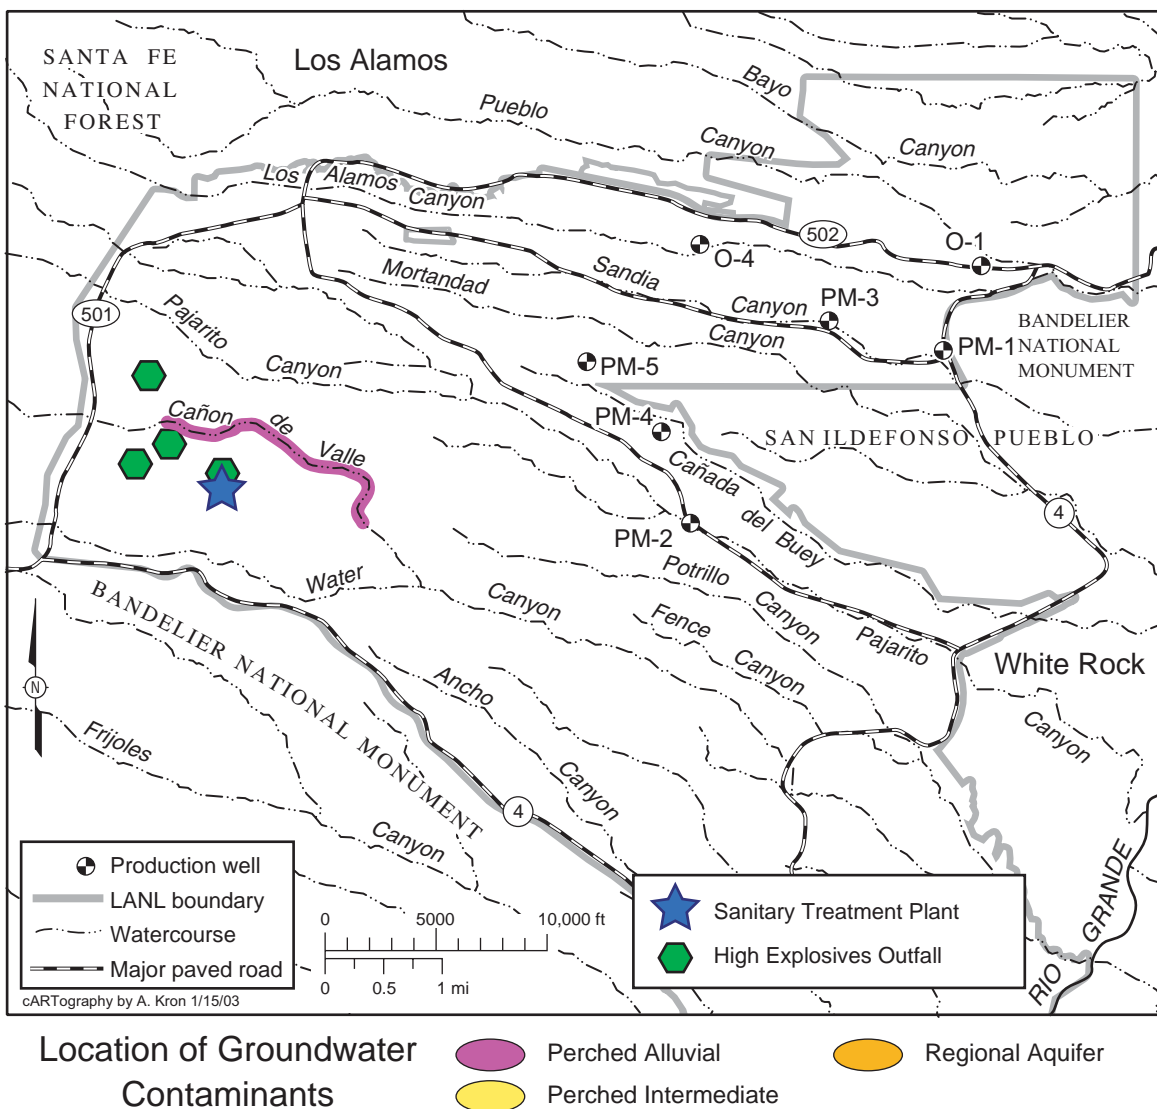 SANTA FE
NATIONAL
FOREST
Los Alamos
Bayo
Pueblo
Canyon
Canyon
Los Alamos
Canyon
502
O-1
O-4
Sandia
Mortandad
Canyon
PM-3
501
Pajarito
Canyon
PM-1
BANDELIER
NATIONAL
MONUMENT
Canyon
PM-5
Cañon de Valle
PM-4
SAN ILDEFONSO PUEBLO
Cañada del Buey
4
PM-2
Water
Canyon
Potrillo
Canyon
Fence
Canyon
Pajarito
White Rock
Canyon
BANDELIER NATIONAL MONUMENT
N
Ancho
Canyon
Frijoles
Canyon
4
RIO GRANDE
Production well
LANL boundary
Watercourse
Major paved road
cARTography by A. Kron 1/15/03
0 5000 10,000 ft
0 0.5 1 mi
Sanitary Treatment Plant
High Explosives Outfall
Location of Groundwater
Contaminants
Perched Alluvial
Perched Intermediate
Regional Aquifer